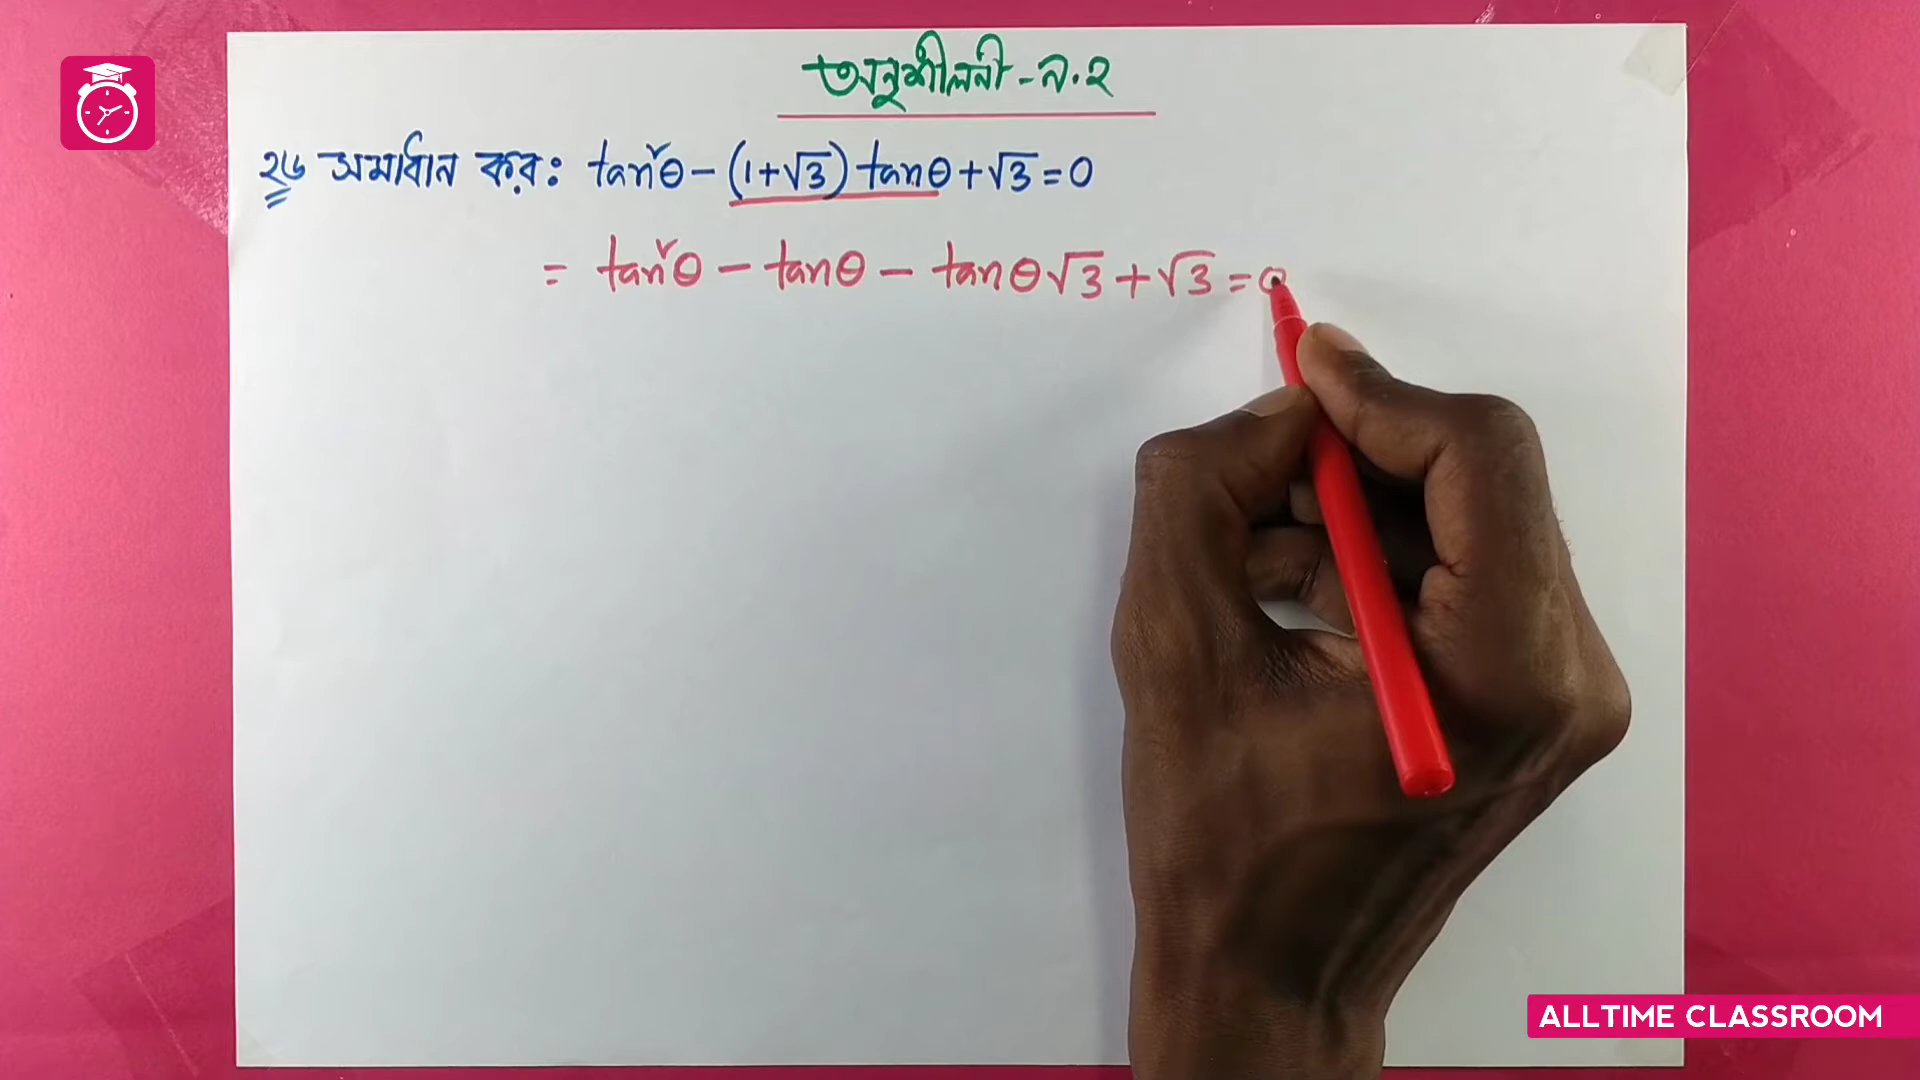 অনুশীলনী-৯.২
২৬ সমাধান কর: tan²θ - (1+√3) tanθ + √3 = 0
= tan²θ - tanθ - tanθ√3 + √3 = 0
ALLTIME CLASSROOM